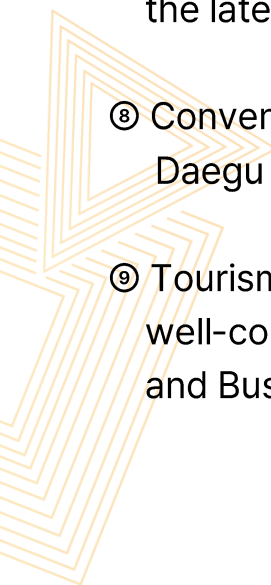 the late
⑧ Conver
Daegu
⑨ Tourism
well-co
and Bus